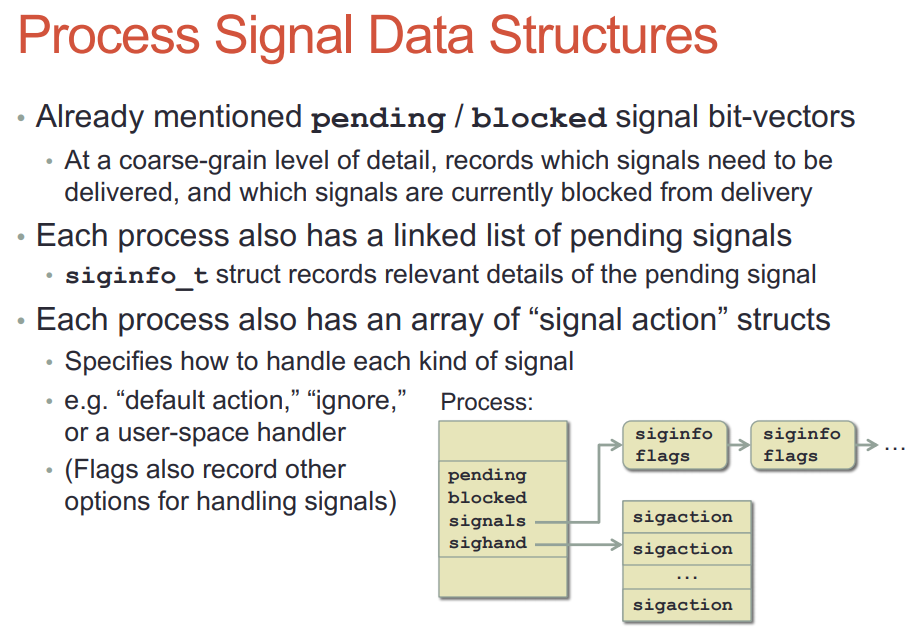 Process Signal Data Structures
• Already mentioned pending / blocked signal bit-vectors
• At a coarse-grain level of detail, records which signals need to be
delivered, and which signals are currently blocked from delivery
• Each process also has a linked list of pending signals
• siginfo_t struct records relevant details of the pending signal
• Each process also has an array of “signal action” structs
• Specifies how to handle each kind of signal
• e.g. “default action,” “ignore,”
or a user-space handler
• (Flags also record other
options for handling signals)
Process:
pending
blocked
signals
sighand
siginfo
flags
siginfo
flags
...
sigaction
sigaction
...
sigaction